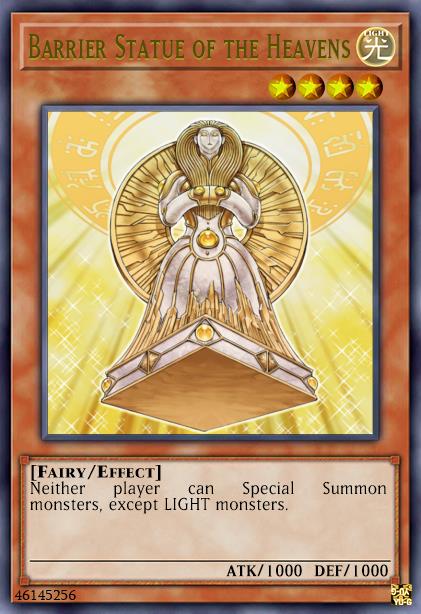 BARRIER STATUE OF THE HEAVENS
LIGHT
光
[FAIRY/EFFECT]
Neither player can Special Summon
monsters, except LIGHT monsters.
ATK/1000 DEF/1000
46145256